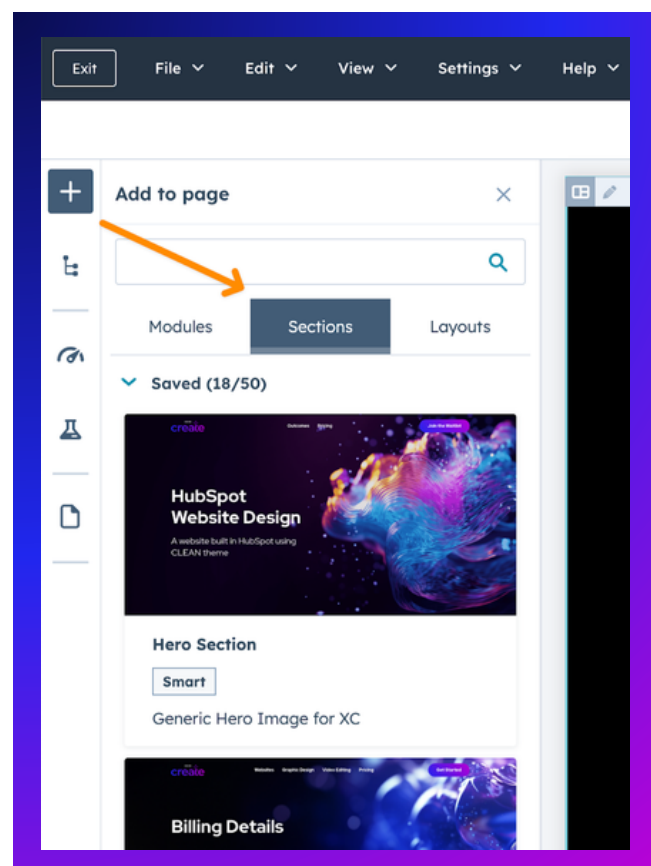 Exit File Edit View Settings Help
Add to page
Modules Sections Layouts
Saved (18/50)
create Outcomes Pricing Join the Waitlist
HubSpot
Website Design
A website built in HubSpot using
CLEAN theme
Hero Section
Smart
Generic Hero Image for XC
create Websites Graphic Design Video Editing Pricing Get Started
Billing Details